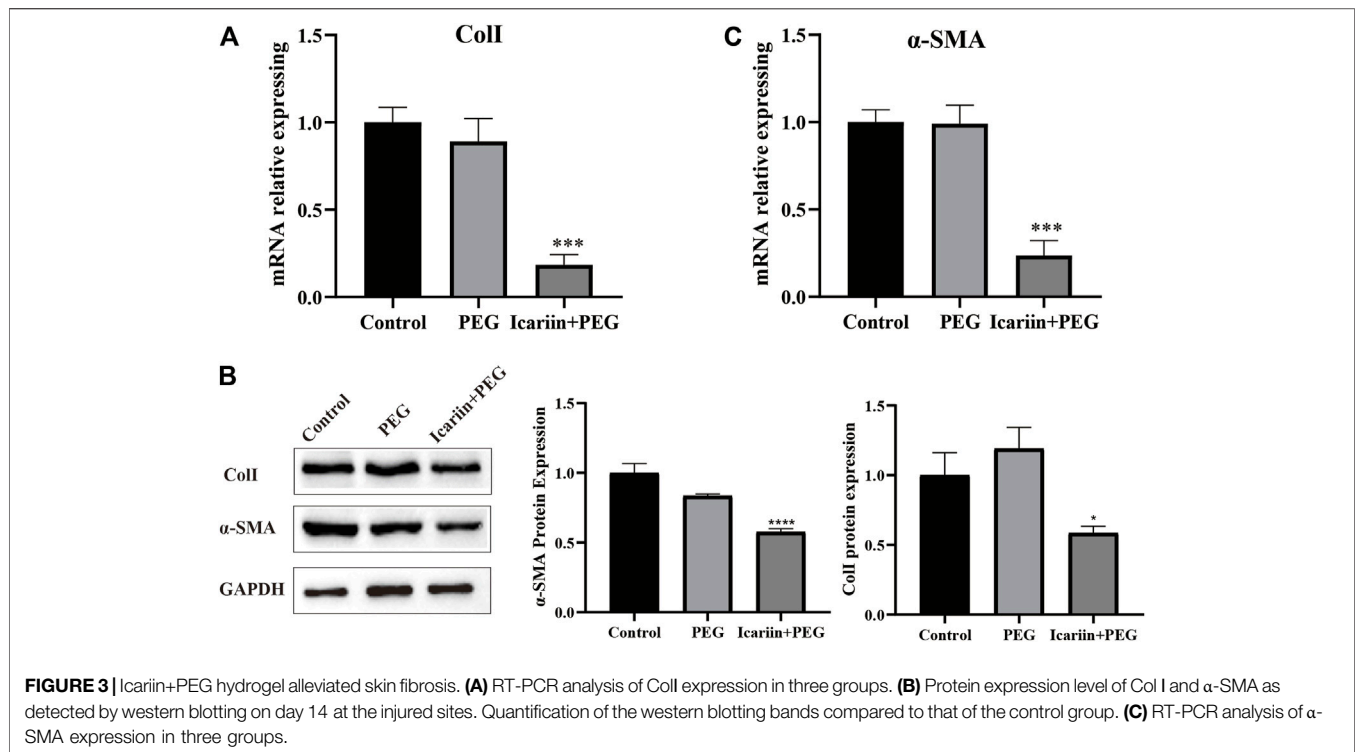 A
ColI
mRNA relative expressing
1.5
1.0
0.5
0.0
***
Control
PEG
Icariin+PEG
C
α-SMA
mRNA relative expressing
1.5
1.0
0.5
0.0
***
Control
PEG
Icariin+PEG
B
Control
PEG
Icariin+PEG
ColI
α-SMA
GAPDH
α-SMA Protein Expression
1.5
1.0
0.5
0.0
****
Control
PEG
Icariin+PEG
ColI protein expression
1.5
1.0
0.5
0.0
*
Control
PEG
Icariin+PEG
FIGURE 3 | Icariin+PEG hydrogel alleviated skin fibrosis. (A) RT-PCR analysis of ColI expression in three groups. (B) Protein expression level of Col I and α-SMA as
detected by western blotting on day 14 at the injured sites. Quantification of the western blotting bands compared to that of the control group. (C) RT-PCR analysis of α-
SMA expression in three groups.